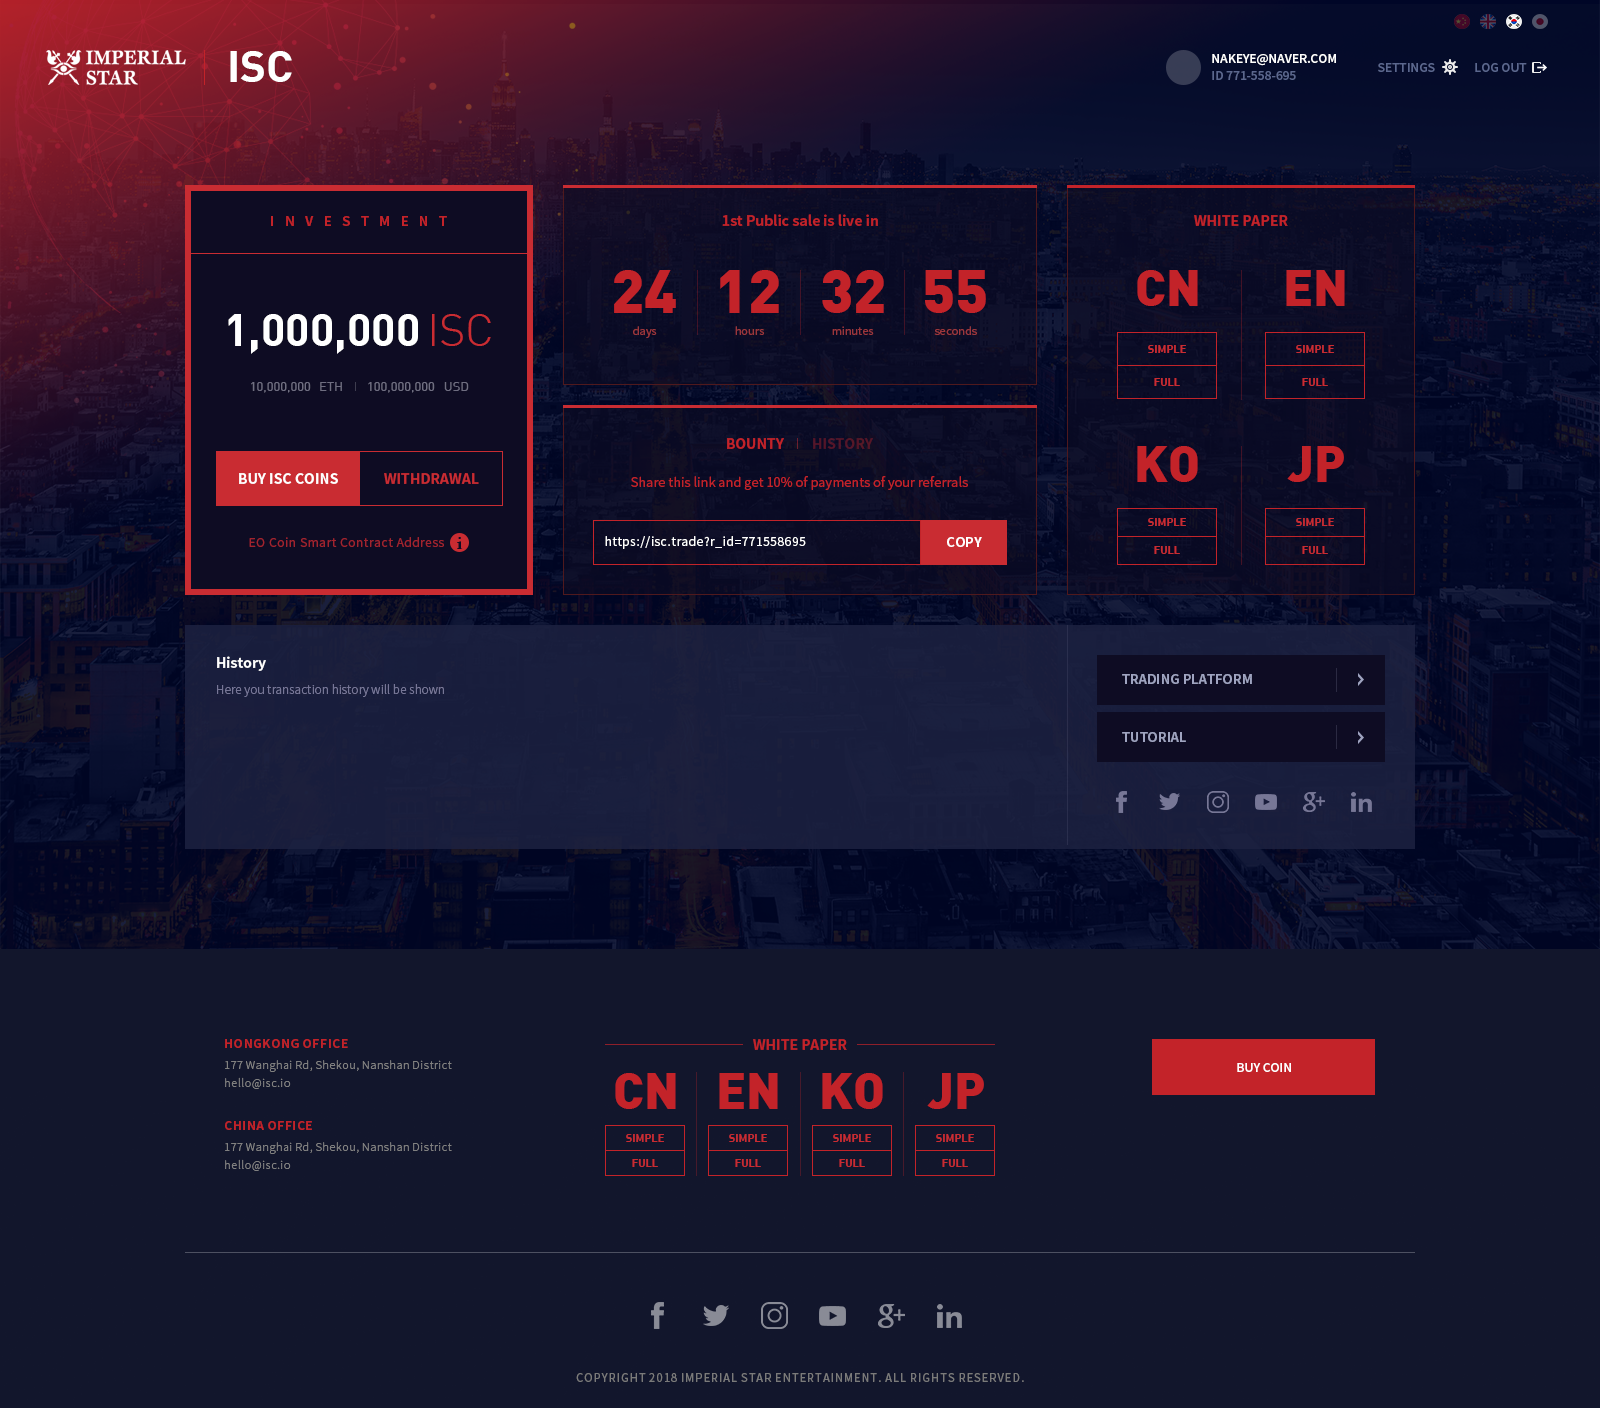 IMPERIAL
STAR
ISC
NAKEYE@NAVER.COM
ID 771-558-695
SETTINGS
LOG OUT
INVESTMENT
1,000,000 ISC
10,000,000 ETH | 100,000,000 USD
BUY ISC COINS
WITHDRAWAL
EO Coin Smart Contract Address
1st Public sale is live in
24 12 32 55
days hours minutes seconds
BOUNTY | HISTORY
Share this link and get 10% of payments of your referrals
https://isc.trade?r_id=771558695
COPY
WHITE PAPER
CN EN
SIMPLE SIMPLE
FULL FULL
KO JP
SIMPLE SIMPLE
FULL FULL
History
Here you transaction history will be shown
TRADING PLATFORM
TUTORIAL
HONGKONG OFFICE
177 Wanghai Rd, Shekou, Nanshan District
hello@isc.io
CHINA OFFICE
177 Wanghai Rd, Shekou, Nanshan District
hello@isc.io
WHITE PAPER
CN EN KO JP
SIMPLE SIMPLE SIMPLE SIMPLE
FULL FULL FULL FULL
BUY COIN
COPYRIGHT 2018 IMPERIAL STAR ENTERTAINMENT. ALL RIGHTS RESERVED.